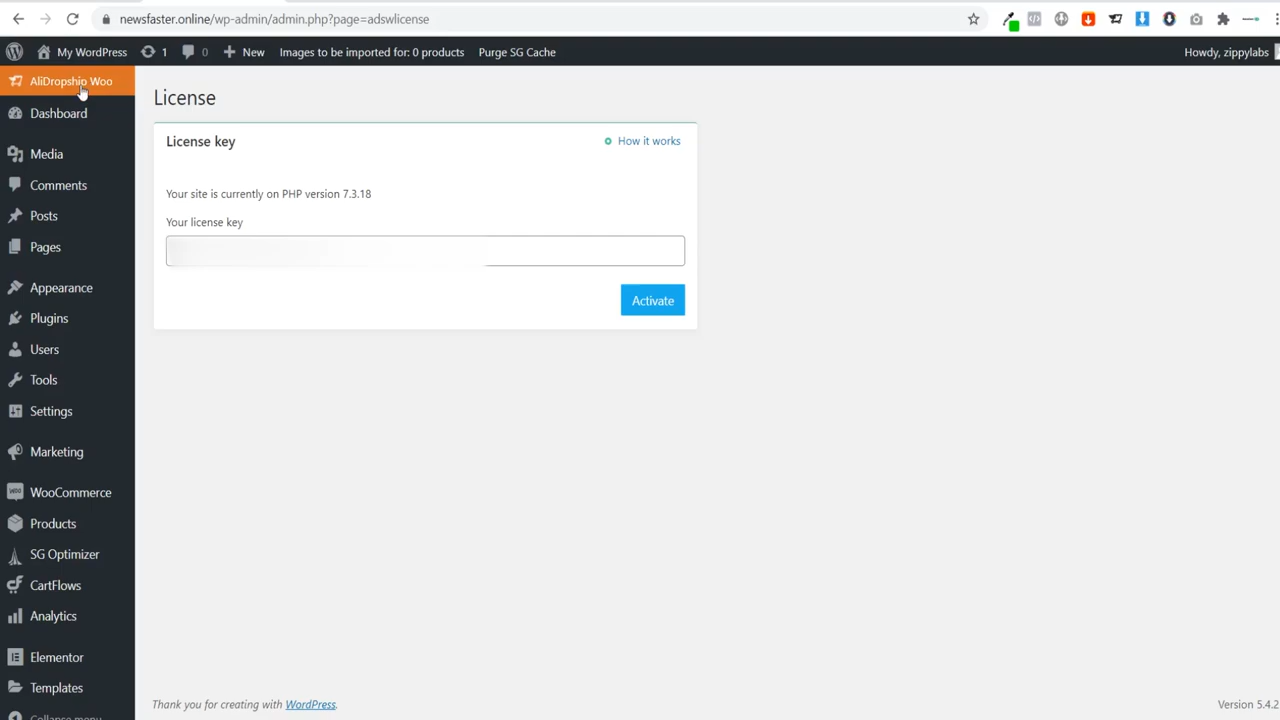 newsfaster.online/wp-admin/admin.php?page=adswlicense
My WordPress 1 0 New Images to be imported for: 0 products Purge SG Cache Howdy, zippylabs
AliDropship Woo
Dashboard
Media
Comments
Posts
Pages
Appearance
Plugins
Users
Tools
Settings
Marketing
WooCommerce
Products
SG Optimizer
CartFlows
Analytics
Elementor
Templates
Collapse menu
License
License key How it works
Your site is currently on PHP version 7.3.18
Your license key
Activate
Thank you for creating with WordPress. Version 5.4.2